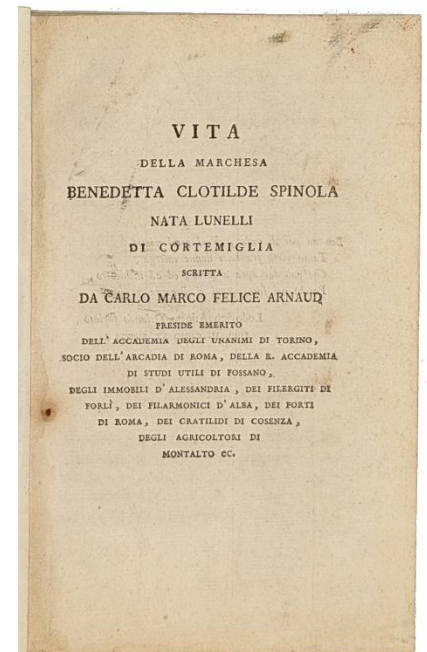 VITA
DELLA MARCHESA
BENEDETTA CLOTILDE SPINOLA
NATA LUNELLI
DI CORTEMIGLIA
SCRITTA
DA CARLO MARCO FELICE ARNAUD
PRESIDE EMERITO
DELL' ACCADEMIA DEGLI UNANIMI DI TORINO,
SOCIO DELL' ARCADIA DI ROMA, DELLA R. ACCADEMIA
DI STUDI UTILI DI FOSSANO,
DEGLI IMMOBILI D' ALESSANDRIA, DEI FILERGITI DI
FORLÌ, DEI FILARMONICI D' ALBA, DEI FORTI
DI ROMA, DEI CRATILIDI DI COSENZA,
DEGLI AGRICOLTORI DI
MONTALTO EC.